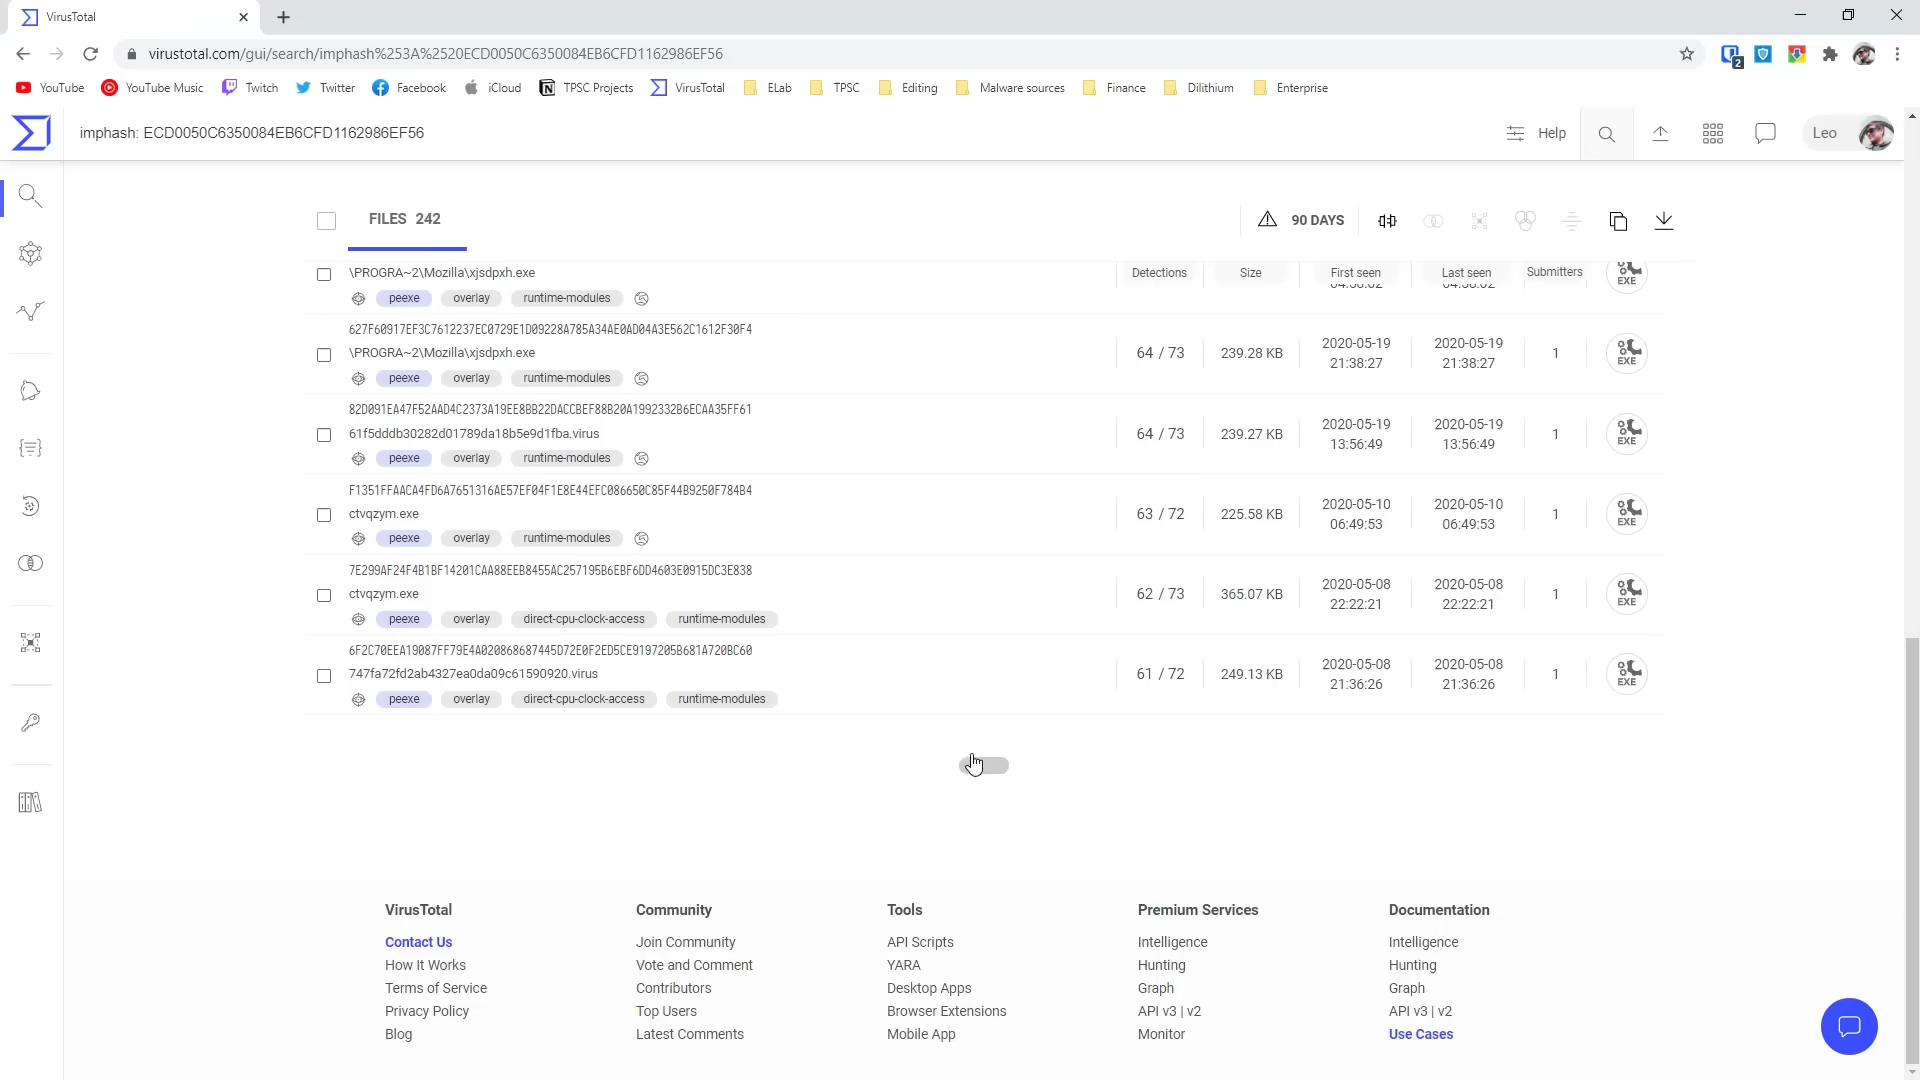 VirusTotal
virustotal.com/gui/search/imphash%253A%2520ECD0050C6350084EB6CFD1162986EF56
2
YouTube YouTube Music Twitch Twitter Facebook iCloud TPSC Projects VirusTotal ELab TPSC Editing Malware sources Finance Dilithium Enterprise
imphash: ECD0050C6350084EB6CFD1162986EF56
Help
Leo
FILES 242
90 DAYS
\PROGRA~2\Mozilla\xjsdpxh.exe
Detections Size First seen Last seen Submitters
EXE
peexe overlay runtime-modules
627F60917EF3C7612237EC0729E1D09228A785A34AE0AD04A3E562C1612F30F4
\PROGRA~2\Mozilla\xjsdpxh.exe
peexe overlay runtime-modules
64 / 73 239.28 KB 2020-05-19 21:38:27 2020-05-19 21:38:27 1 EXE
82D091EA47F52AAD4C2373A19EE8BB22DACCBEF88B20A1992332B6ECAA35FF61
61f5dddb30282d01789da18b5e9d1fba.virus
peexe overlay runtime-modules
64 / 73 239.27 KB 2020-05-19 13:56:49 2020-05-19 13:56:49 1 EXE
F1351FFAACA4FD6A7651316AE57EF04F1E8E44EFC086650C85F44B9250F784B4
ctvqzym.exe
peexe overlay runtime-modules
63 / 72 225.58 KB 2020-05-10 06:49:53 2020-05-10 06:49:53 1 EXE
7E299AF24F4B1BF14201CAA88EEB8455AC257195B6EBF6DD4603E0915DC3E838
ctvqzym.exe
peexe overlay direct-cpu-clock-access runtime-modules
62 / 73 365.07 KB 2020-05-08 22:22:21 2020-05-08 22:22:21 1 EXE
6F2C70EEA19087FF79E4A020868687445D72E0F2ED5CE9197205B681A720BC60
747fa72fd2ab4327ea0da09c61590920.virus
peexe overlay direct-cpu-clock-access runtime-modules
61 / 72 249.13 KB 2020-05-08 21:36:26 2020-05-08 21:36:26 1 EXE
VirusTotal
Contact Us
How It Works
Terms of Service
Privacy Policy
Blog
Community
Join Community
Vote and Comment
Contributors
Top Users
Latest Comments
Tools
API Scripts
YARA
Desktop Apps
Browser Extensions
Mobile App
Premium Services
Intelligence
Hunting
Graph
API v3 | v2
Monitor
Documentation
Intelligence
Hunting
Graph
API v3 | v2
Use Cases